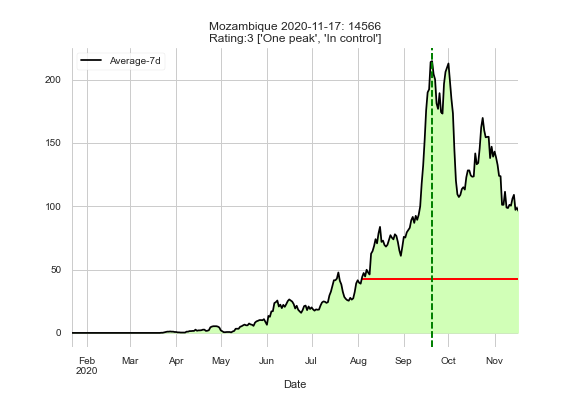 Mozambique 2020-11-17: 14566
Rating:3 ['One peak', 'In control']
Average-7d
200
150
100
50
0
Feb Mar Apr May Jun Jul Aug Sep Oct Nov
2020
Date